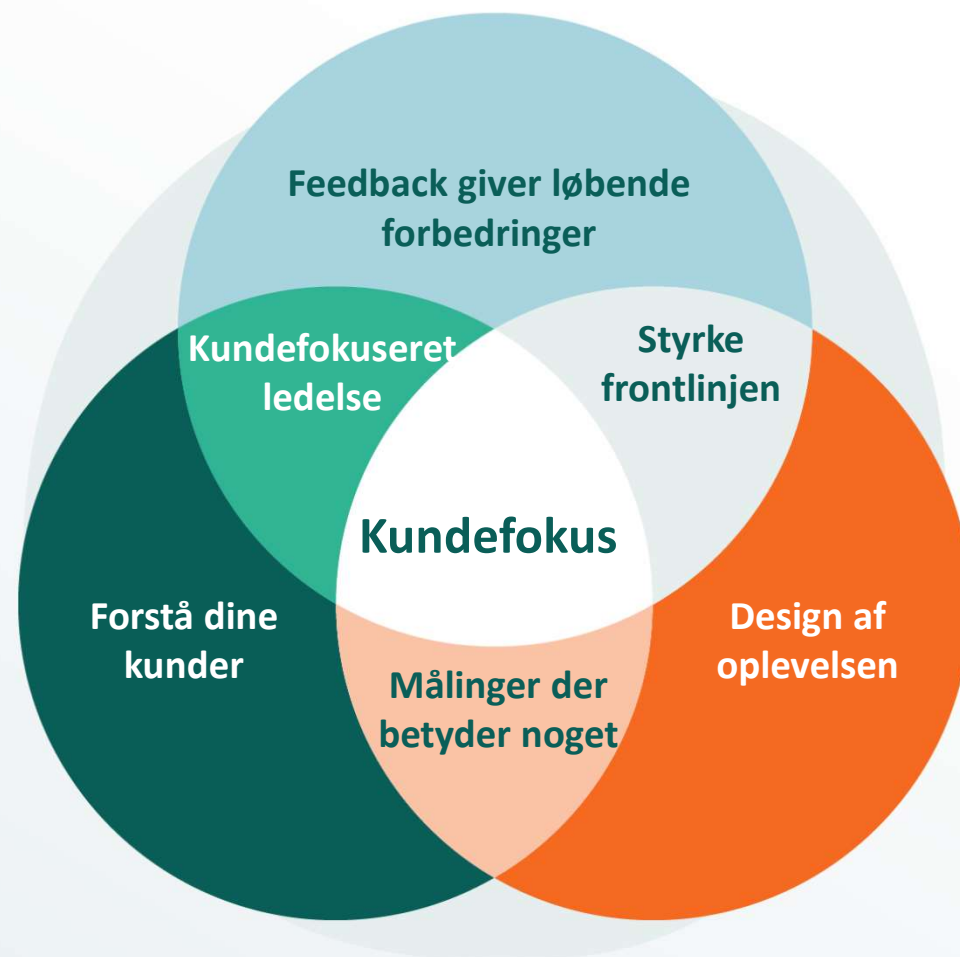 Feedback giver løbende
forbedringer
Kundefokuseret
ledelse
Styrke
frontlinjen
Kundefokus
Forstå dine
kunder
Design af
oplevelsen
Målinger der
betyder noget